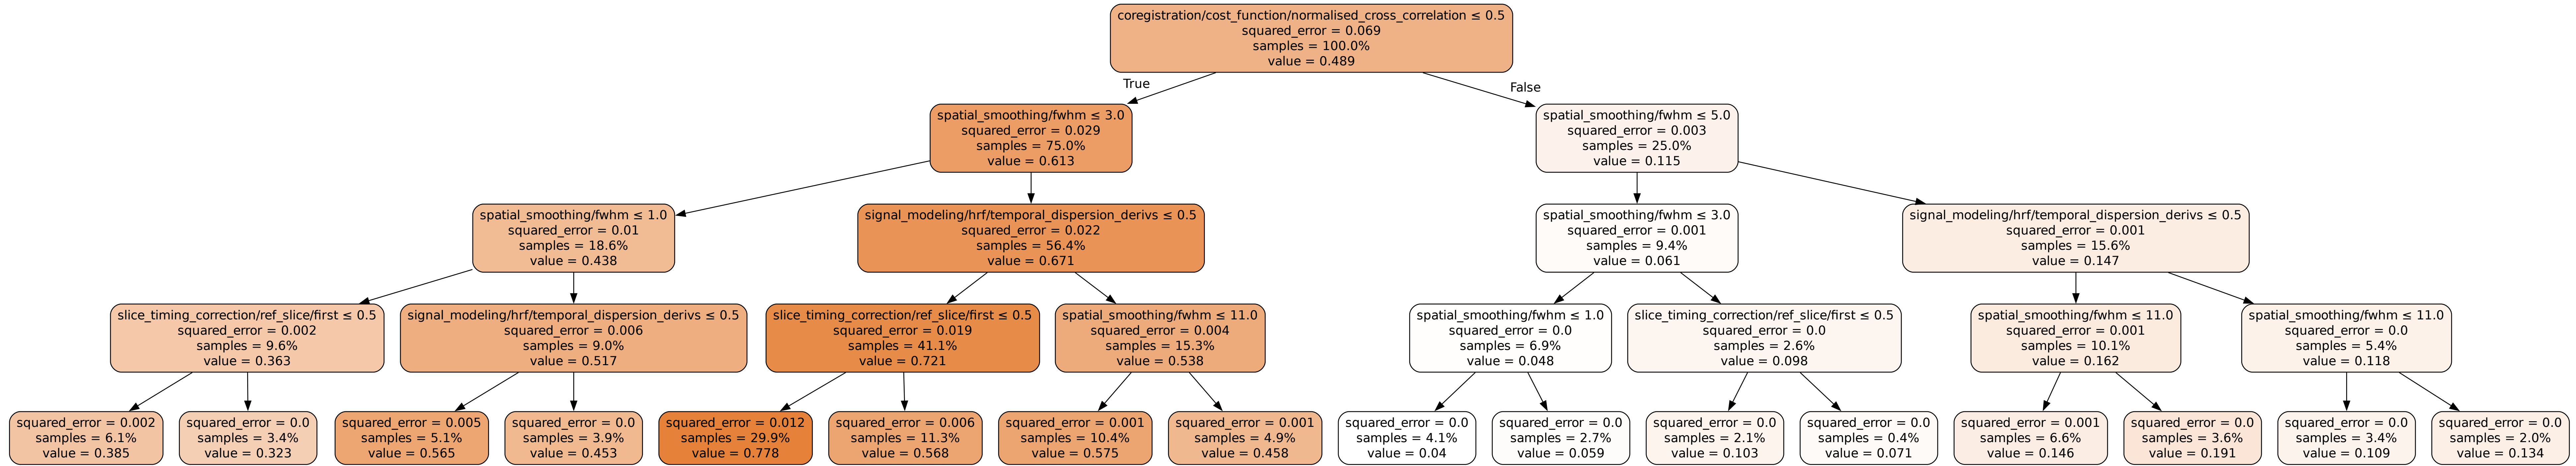 coregistration/cost_function/normalised_cross_correlation ≤ 0.5
squared_error = 0.069
samples = 100.0%
value = 0.489
True
False
spatial_smoothing/fwhm ≤ 3.0
squared_error = 0.029
samples = 75.0%
value = 0.613
spatial_smoothing/fwhm ≤ 5.0
squared_error = 0.003
samples = 25.0%
value = 0.115
spatial_smoothing/fwhm ≤ 1.0
squared_error = 0.01
samples = 18.6%
value = 0.438
signal_modeling/hrf/temporal_dispersion_derivs ≤ 0.5
squared_error = 0.022
samples = 56.4%
value = 0.671
spatial_smoothing/fwhm ≤ 3.0
squared_error = 0.001
samples = 9.4%
value = 0.061
signal_modeling/hrf/temporal_dispersion_derivs ≤ 0.5
squared_error = 0.001
samples = 15.6%
value = 0.147
slice_timing_correction/ref_slice/first ≤ 0.5
squared_error = 0.002
samples = 9.6%
value = 0.363
signal_modeling/hrf/temporal_dispersion_derivs ≤ 0.5
squared_error = 0.006
samples = 9.0%
value = 0.517
slice_timing_correction/ref_slice/first ≤ 0.5
squared_error = 0.019
samples = 41.1%
value = 0.721
spatial_smoothing/fwhm ≤ 11.0
squared_error = 0.004
samples = 15.3%
value = 0.538
spatial_smoothing/fwhm ≤ 1.0
squared_error = 0.0
samples = 6.9%
value = 0.048
slice_timing_correction/ref_slice/first ≤ 0.5
squared_error = 0.0
samples = 2.6%
value = 0.098
spatial_smoothing/fwhm ≤ 11.0
squared_error = 0.001
samples = 10.1%
value = 0.162
spatial_smoothing/fwhm ≤ 11.0
squared_error = 0.0
samples = 5.4%
value = 0.118
squared_error = 0.002
samples = 6.1%
value = 0.385
squared_error = 0.0
samples = 3.4%
value = 0.323
squared_error = 0.005
samples = 5.1%
value = 0.565
squared_error = 0.0
samples = 3.9%
value = 0.453
squared_error = 0.012
samples = 29.9%
value = 0.778
squared_error = 0.006
samples = 11.3%
value = 0.568
squared_error = 0.001
samples = 10.4%
value = 0.575
squared_error = 0.001
samples = 4.9%
value = 0.458
squared_error = 0.0
samples = 4.1%
value = 0.04
squared_error = 0.0
samples = 2.7%
value = 0.059
squared_error = 0.0
samples = 2.1%
value = 0.103
squared_error = 0.0
samples = 0.4%
value = 0.071
squared_error = 0.001
samples = 6.6%
value = 0.146
squared_error = 0.0
samples = 3.6%
value = 0.191
squared_error = 0.0
samples = 3.4%
value = 0.109
squared_error = 0.0
samples = 2.0%
value = 0.134